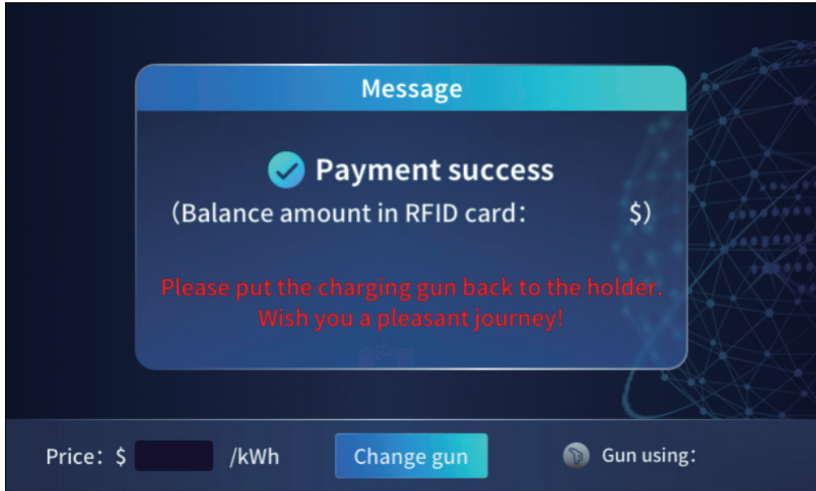 Message
Payment success
(Balance amount in RFID card: $)
Please put the charging gun back to the holder.
Wish you a pleasant journey!
Price: $ /kWh Change gun Gun using: